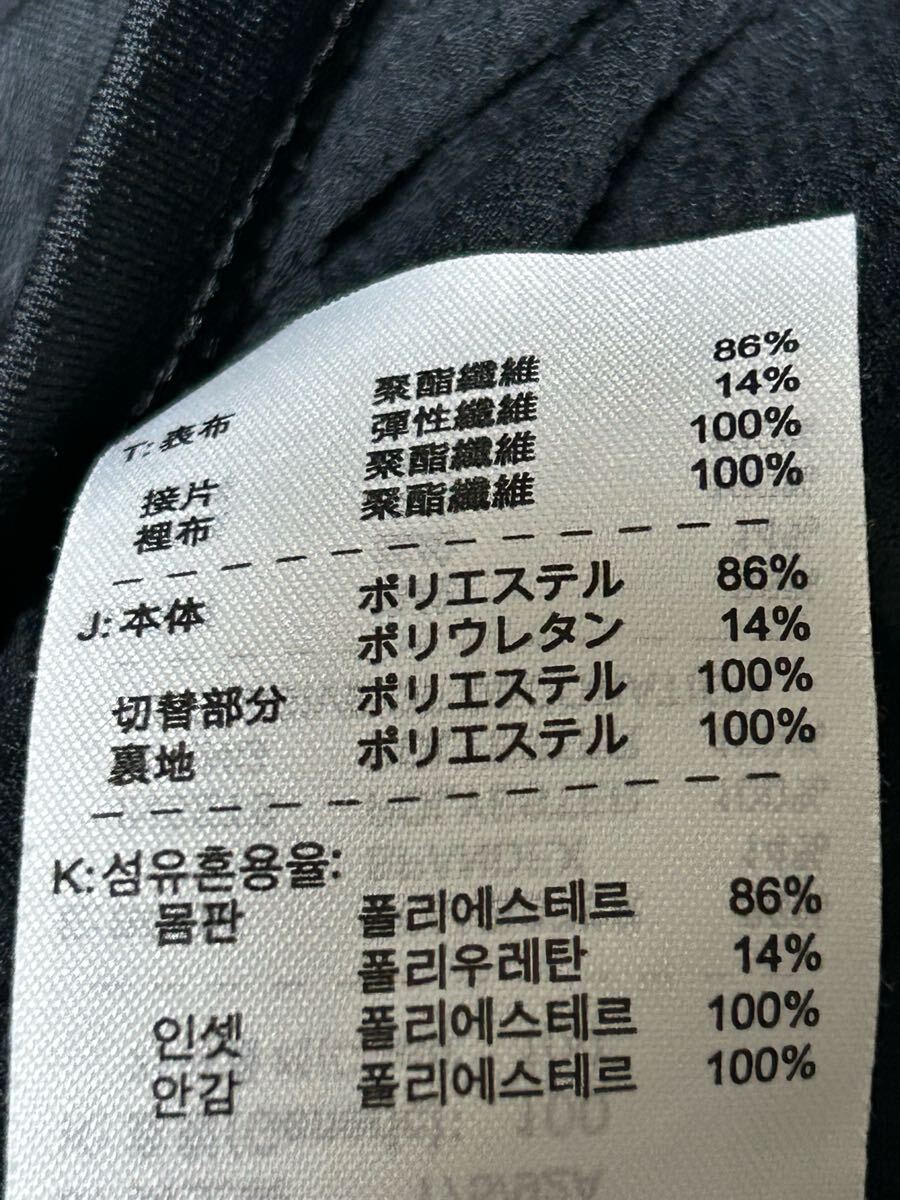 T: 表布 聚酯纖維 86%
彈性纖維 14%
接片 聚酯纖維 100%
裡布 聚酯纖維 100%
J: 本体 ポリエステル 86%
ポリウレタン 14%
切替部分 ポリエステル 100%
裏地 ポリエステル 100%
K: 섬유혼용율:
몸판 폴리에스테르 86%
폴리우레탄 14%
인셋 폴리에스테르 100%
안감 폴리에스테르 100%